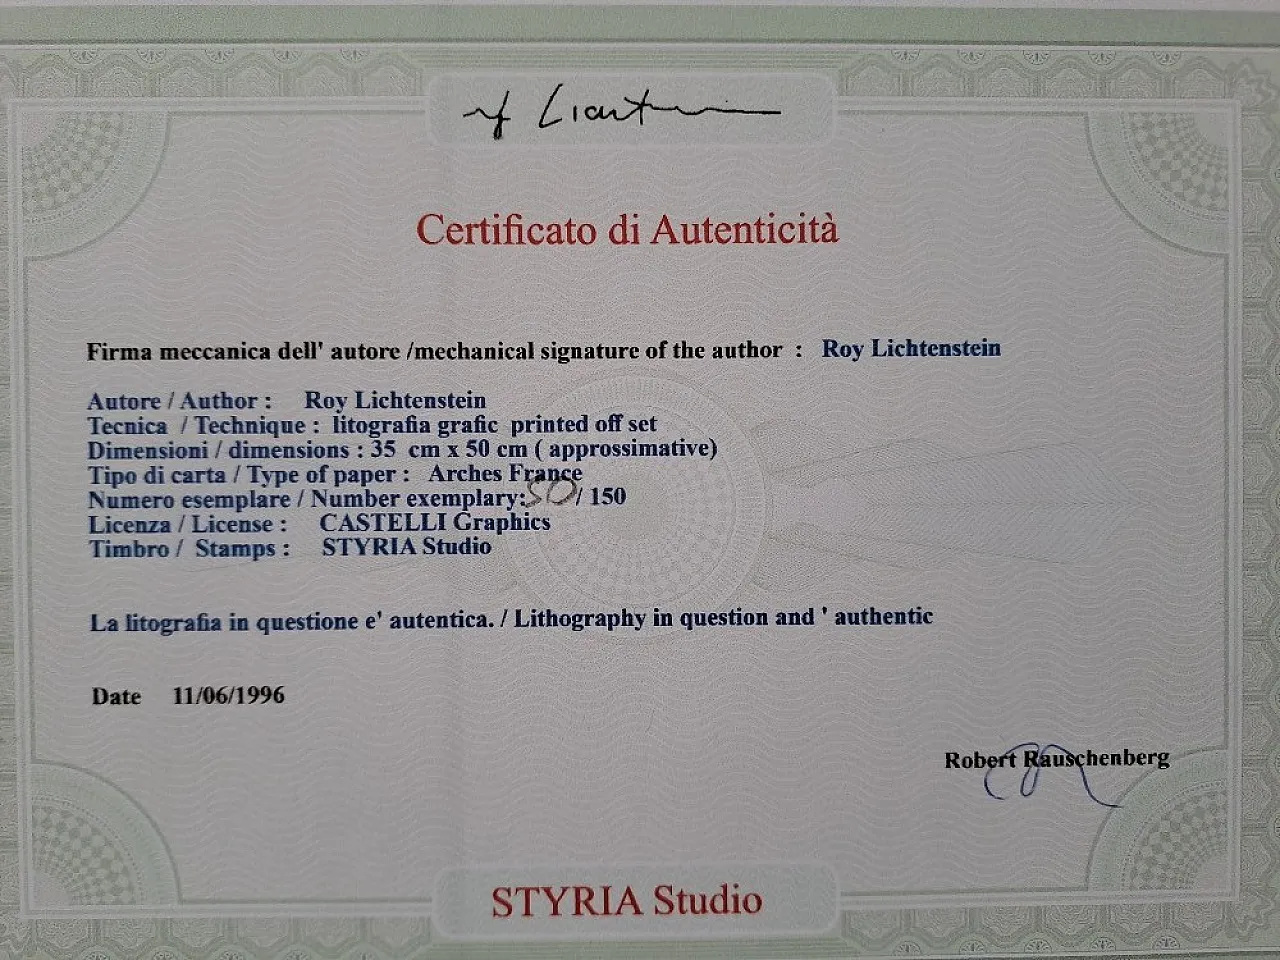 rf Lichtenstein
Certificato di Autenticità
Firma meccanica dell' autore /mechanical signature of the author : Roy Lichtenstein
Autore / Author : Roy Lichtenstein
Tecnica / Technique : litografia grafic printed off set
Dimensioni / dimensions : 35 cm x 50 cm ( approssimative)
Tipo di carta / Type of paper : Arches France
Numero esemplare / Number exemplary: 50 / 150
Licenza / License : CASTELLI Graphics
Timbro / Stamps : STYRIA Studio
La litografia in questione e' autentica. / Lithography in question and ' authentic
Date 11/06/1996
Robert Rauschenberg
STYRIA Studio